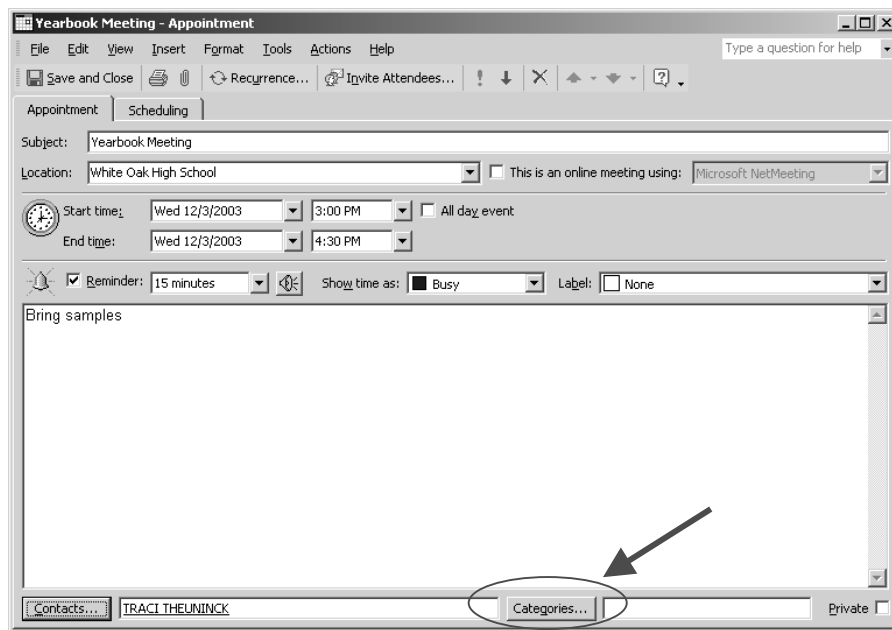 Yearbook Meeting - Appointment
File Edit View Insert Format Tools Actions Help Type a question for help
Save and Close Recurrence... Invite Attendees...
Appointment Scheduling
Subject: Yearbook Meeting
Location: White Oak High School This is an online meeting using: Microsoft NetMeeting
Start time: Wed 12/3/2003 3:00 PM All day event
End time: Wed 12/3/2003 4:30 PM
Reminder: 15 minutes Show time as: Busy Label: None
Bring samples
Contacts... TRACI THEUNINCK Categories... Private